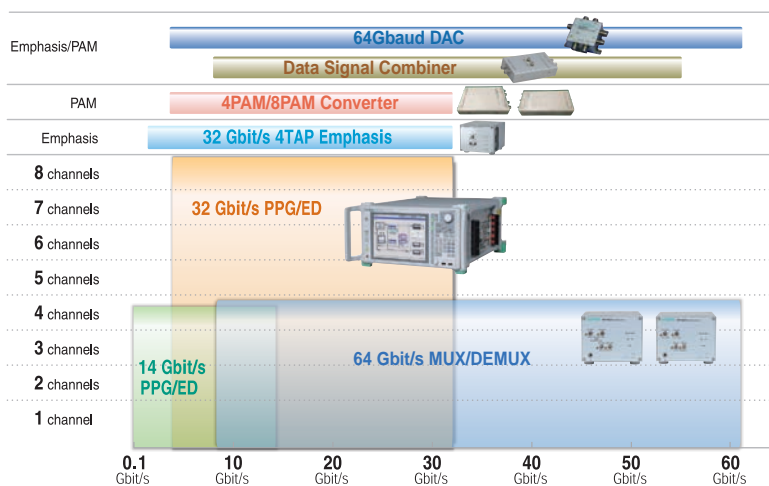 Emphasis/PAM
64Gbaud DAC
Data Signal Combiner
PAM
4PAM/8PAM Converter
Emphasis
32 Gbit/s 4TAP Emphasis
8 channels
7 channels
32 Gbit/s PPG/ED
6 channels
5 channels
4 channels
3 channels
14 Gbit/s
PPG/ED
64 Gbit/s MUX/DEMUX
2 channels
1 channel
0.1 10 20 30 40 50 60
Gbit/s Gbit/s Gbit/s Gbit/s Gbit/s Gbit/s Gbit/s